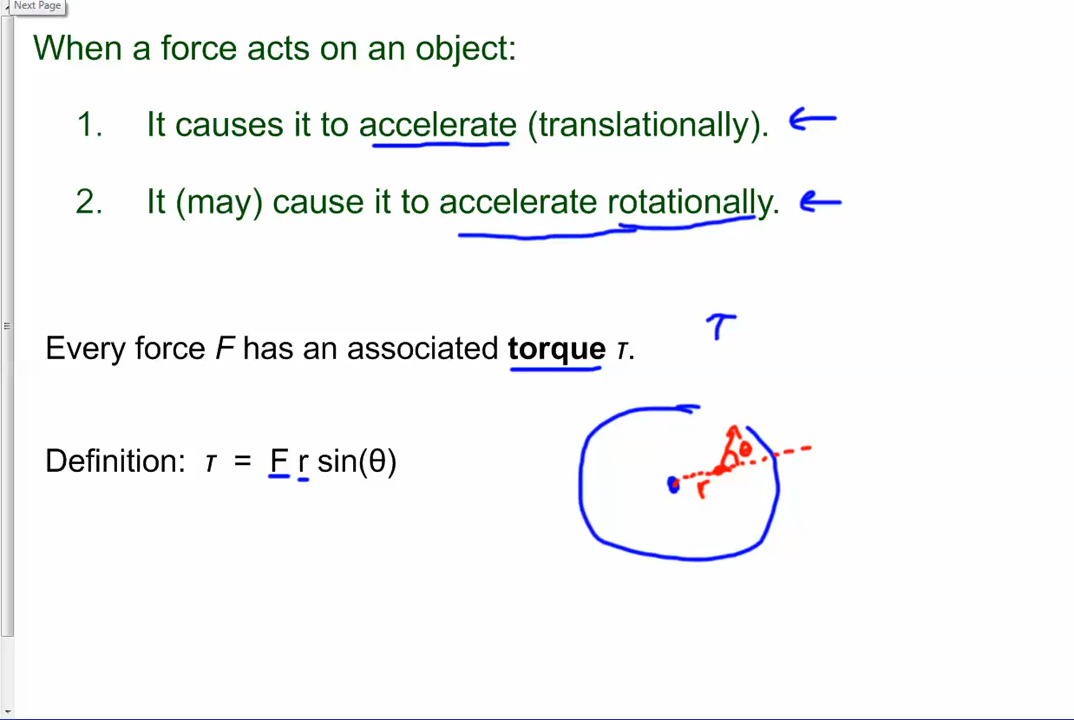 Next Page
When a force acts on an object:
1. It causes it to accelerate (translationally).
2. It (may) cause it to accelerate rotationally.
τ
Every force F has an associated torque τ.
θ
Definition: τ = F r sin(θ)
r